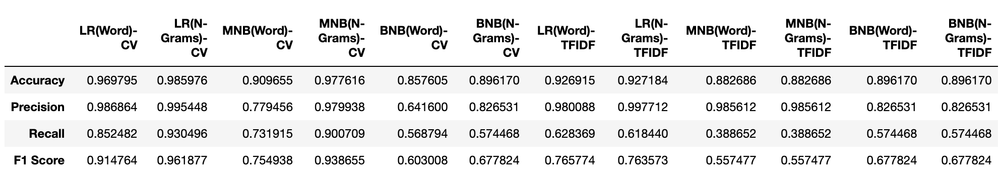 LR(Word)-CV LR(N-Grams)-CV MNB(Word)-CV MNB(N-Grams)-CV BNB(Word)-CV BNB(N-Grams)-CV LR(Word)-TFIDF LR(N-Grams)-TFIDF MNB(Word)-TFIDF MNB(N-Grams)-TFIDF BNB(Word)-TFIDF BNB(N-Grams)-TFIDF
Accuracy 0.969795 0.985976 0.909655 0.977616 0.857605 0.896170 0.926915 0.927184 0.882686 0.882686 0.896170 0.896170
Precision 0.986864 0.995448 0.779456 0.979938 0.641600 0.826531 0.980088 0.997712 0.985612 0.985612 0.826531 0.826531
Recall 0.852482 0.930496 0.731915 0.900709 0.568794 0.574468 0.628369 0.618440 0.388652 0.388652 0.574468 0.574468
F1 Score 0.914764 0.961877 0.754938 0.938655 0.603008 0.677824 0.765774 0.763573 0.557477 0.557477 0.677824 0.677824